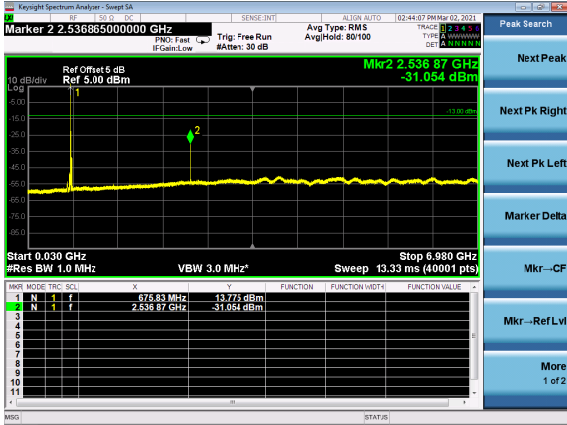 Keysight Spectrum Analyser - Swept SA
LXI RF 50 Ω DC SENSE:INT ALIGN AUTO 02:44:07 PM Mar 02, 2021
Marker 2 2.536865000000 GHz
PNO: Fast Trig: Free Run Avg Type: RMS TRACE 1 2 3 4 5 6
IFGain:Low #Atten: 30 dB Avg|Hold: 80/100 TYPE A WWWWW
DET A N N N N N
Peak Search
Mkr2 2.536 87 GHz
-31.054 dBm
Ref Offset 5 dB
10 dB/div Ref 5.00 dBm
Log
1
-5.00
-13.00 dBm
-15.0
2
-25.0
-35.0
-45.0
-55.0
-65.0
-75.0
-85.0
Start 0.030 GHz Stop 6.980 GHz
#Res BW 1.0 MHz VBW 3.0 MHz* Sweep 13.33 ms (40001 pts)
MKR MODE TRC SCL X Y FUNCTION FUNCTION WIDTH FUNCTION VALUE
1 N 1 f 675.83 MHz 13.775 dBm
2 N 1 f 2.536 87 GHz -31.054 dBm
3
4
5
6
7
8
9
10
11
MSG STATUS
Next Peak
Next Pk Right
Next Pk Left
Marker Delta
Mkr→CF
Mkr→Ref Lvl
More
1 of 2